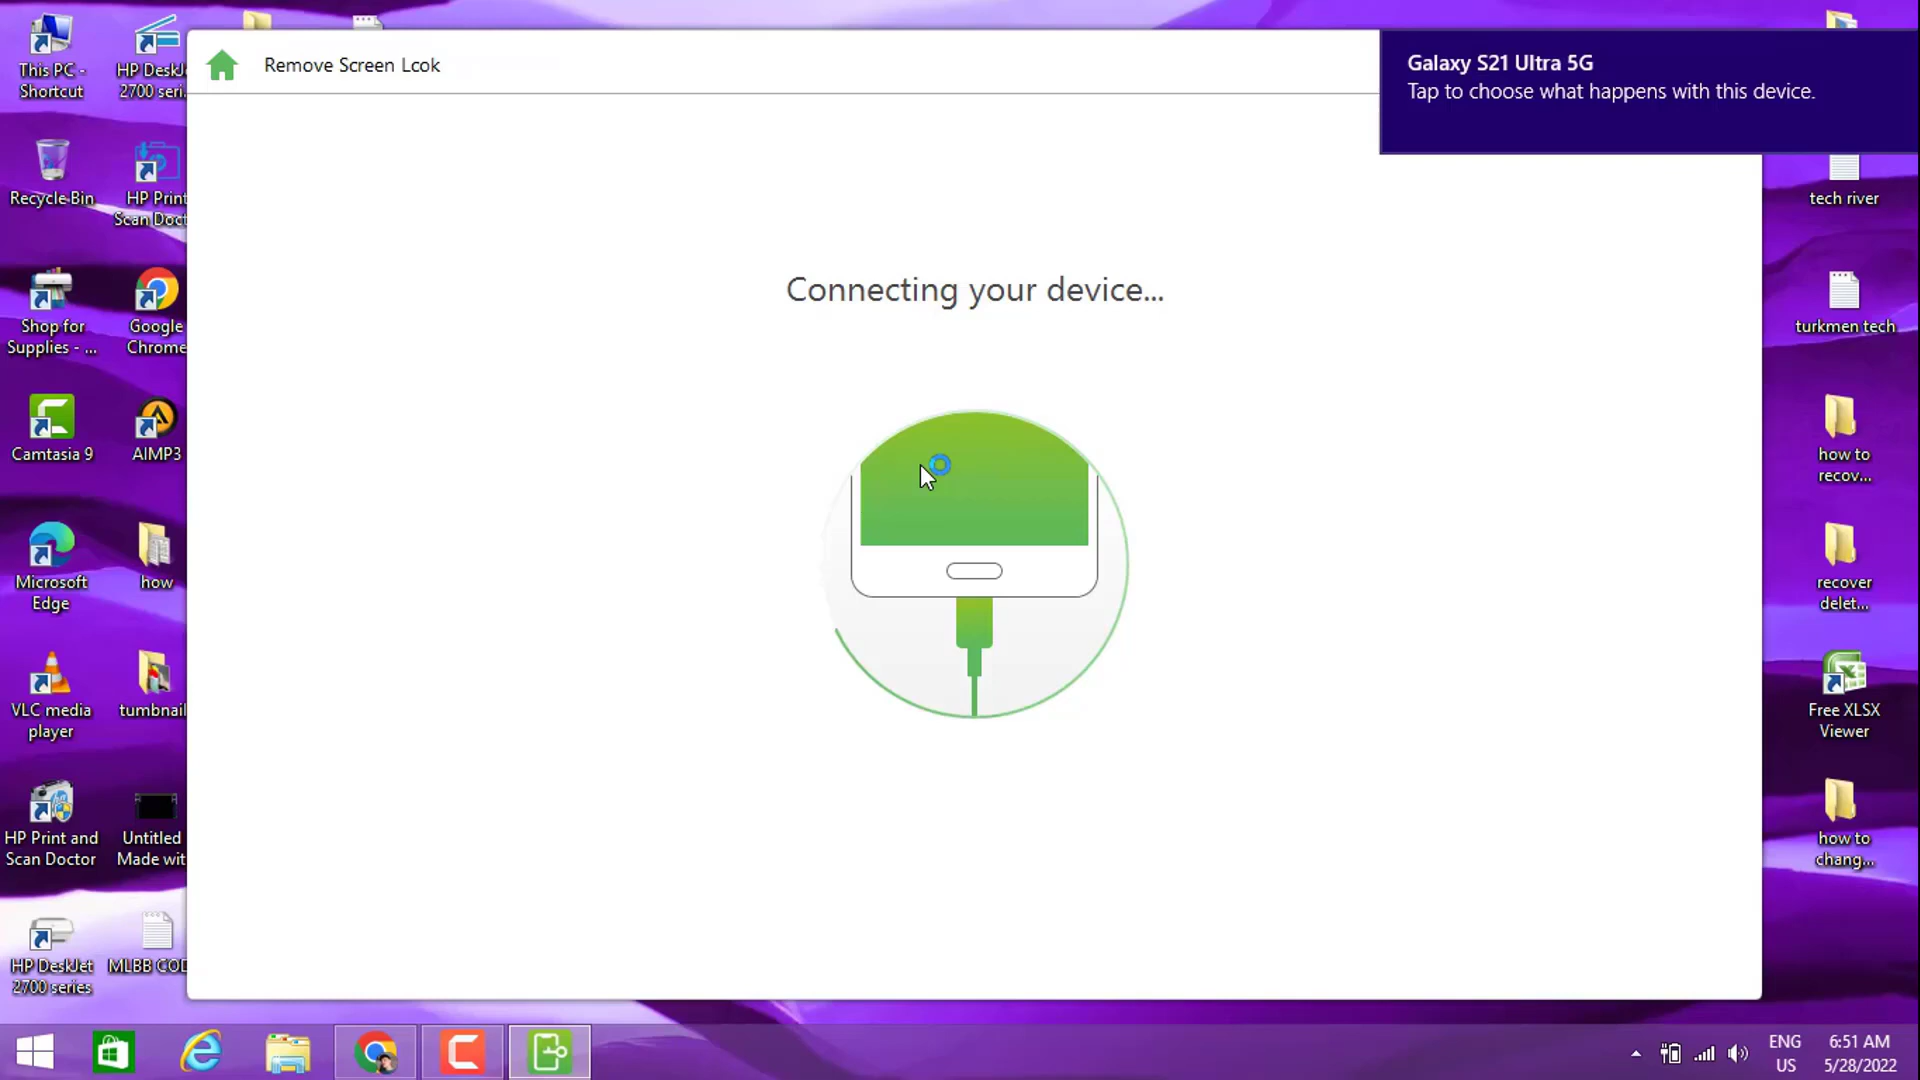 This PC -
Shortcut
HP DeskJ
2700 seri.
Recycle Bin
HP Print
Scan Doct
Shop for
Supplies - ...
Google
Chrome
Camtasia 9
AIMP3
Microsoft
Edge
how
VLC media
player
tumbnail
HP Print and
Scan Doctor
Untitled
Made wit
HP DeskJet
2700 series
MLBB COD
Remove Screen Lcok
Connecting your device...
Galaxy S21 Ultra 5G
Tap to choose what happens with this device.
tech river
turkmen tech
how to
recov...
recover
delet...
Free XLSX
Viewer
how to
chang...
ENG
US
6:51 AM
5/28/2022